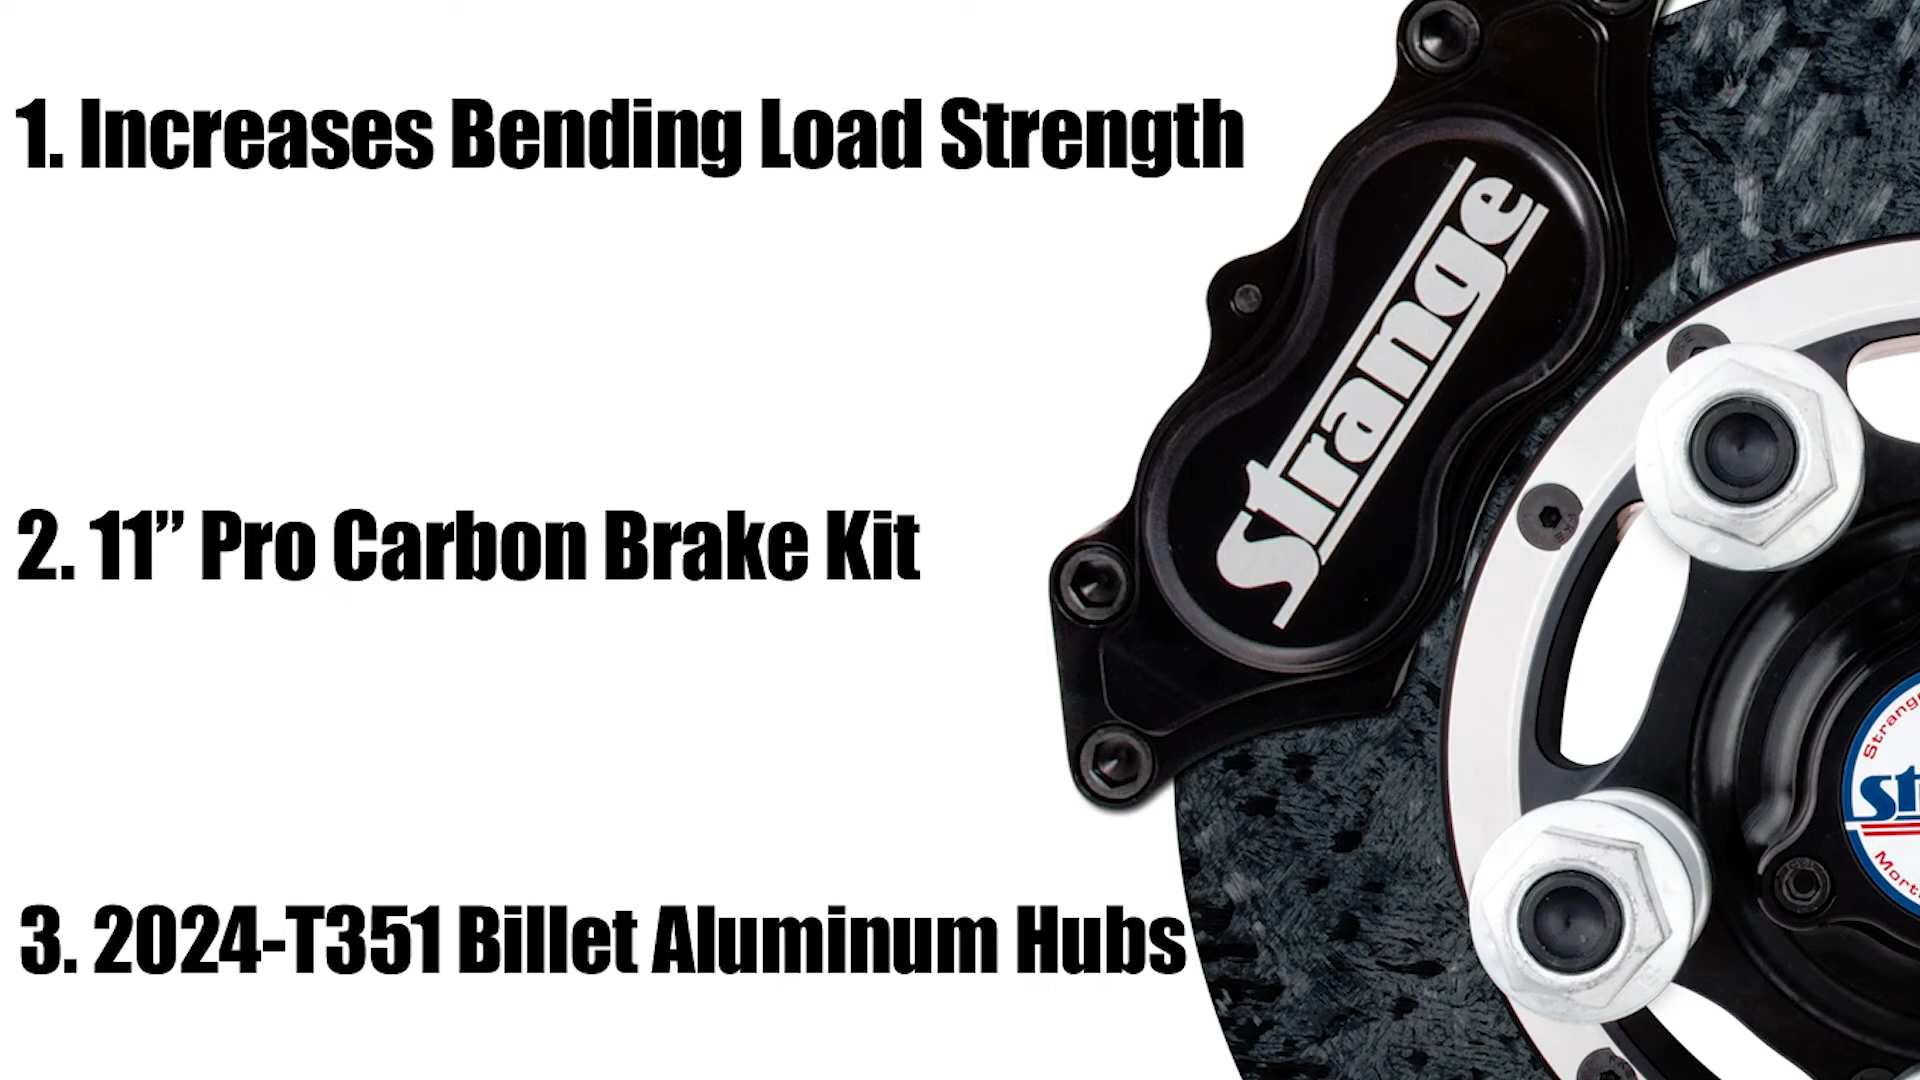 1. Increases Bending Load Strength
Strange
2. 11” Pro Carbon Brake Kit
3. 2024-T351 Billet Aluminum Hubs